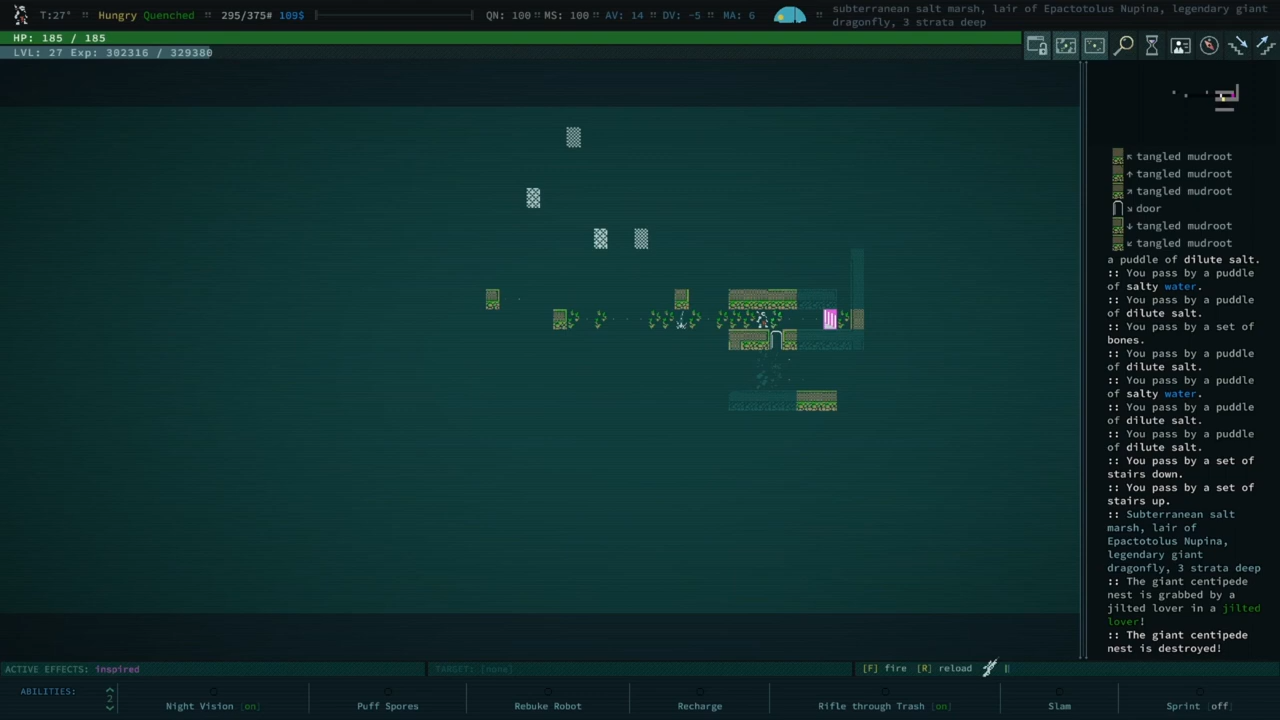 T:27° :: Hungry Quenched :: 295/375# 109$ QN: 100 :: MS: 100 :: AV: 14 :: DV: -5 :: MA: 6 :: subterranean salt marsh, lair of Epactotolus Nupina, legendary giant
dragonfly, 3 strata deep
HP: 185 / 185
LVL: 27 Exp: 302316 / 329380
tangled mudroot
tangled mudroot
tangled mudroot
door
tangled mudroot
tangled mudroot
a puddle of dilute salt.
:: You pass by a puddle
of salty water.
:: You pass by a puddle
of dilute salt.
:: You pass by a set of
bones.
:: You pass by a puddle
of dilute salt.
:: You pass by a puddle
of salty water.
:: You pass by a puddle
of dilute salt.
:: You pass by a puddle
of dilute salt.
:: You pass by a set of
stairs down.
:: You pass by a set of
stairs up.
:: Subterranean salt
marsh, lair of
Epactotolus Nupina,
legendary giant
dragonfly, 3 strata deep
:: The giant centipede
nest is grabbed by a
jilted lover in a jilted
lover!
:: The giant centipede
nest is destroyed!
ACTIVE EFFECTS: inspired TARGET: [none] [F] fire [R] reload
ABILITIES: 2 Night Vision [on] Puff Spores Rebuke Robot Recharge Rifle through Trash [on] Slam Sprint [off]